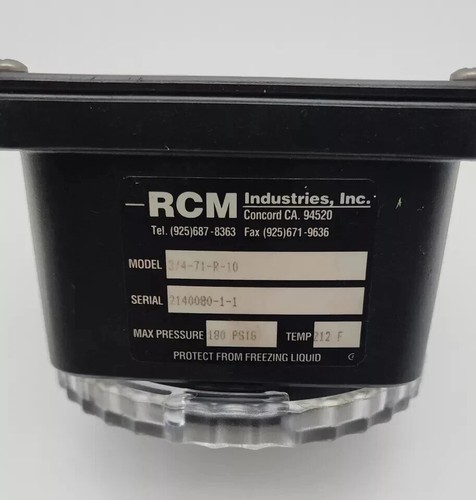 RCM Industries, Inc.
Concord CA. 94520
Tel. (925)687-8363 Fax (925)671-9636
MODEL 3/4-71-R-10
SERIAL 2140080-1-1
MAX PRESSURE 180 PSIG TEMP 212 F
PROTECT FROM FREEZING LIQUID